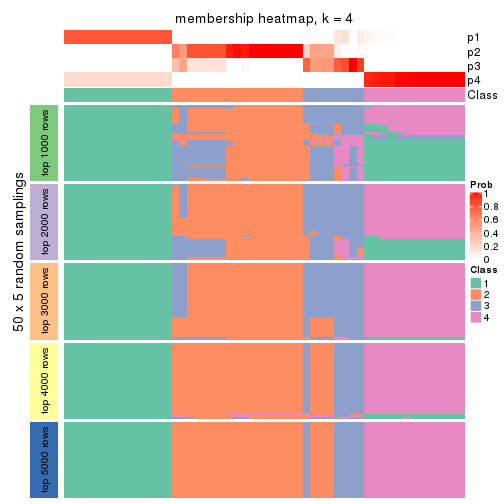 membership heatmap, k = 4
p1
p2
p3
p4
Class
50 x 5 random samplings
top 1000 rows
top 2000 rows
top 3000 rows
top 4000 rows
top 5000 rows
Prob
1
0.8
0.6
0.4
0.2
0
Class
1
2
3
4